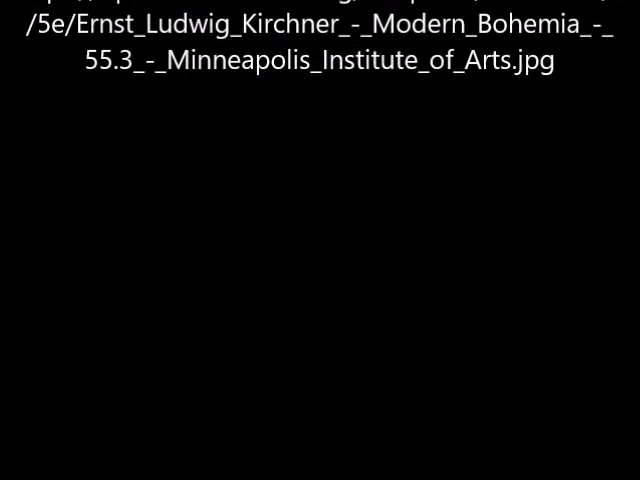 /5e/Ernst_Ludwig_Kirchner_-_Modern_Bohemia_-_
55.3_-_Minneapolis_Institute_of_Arts.jpg